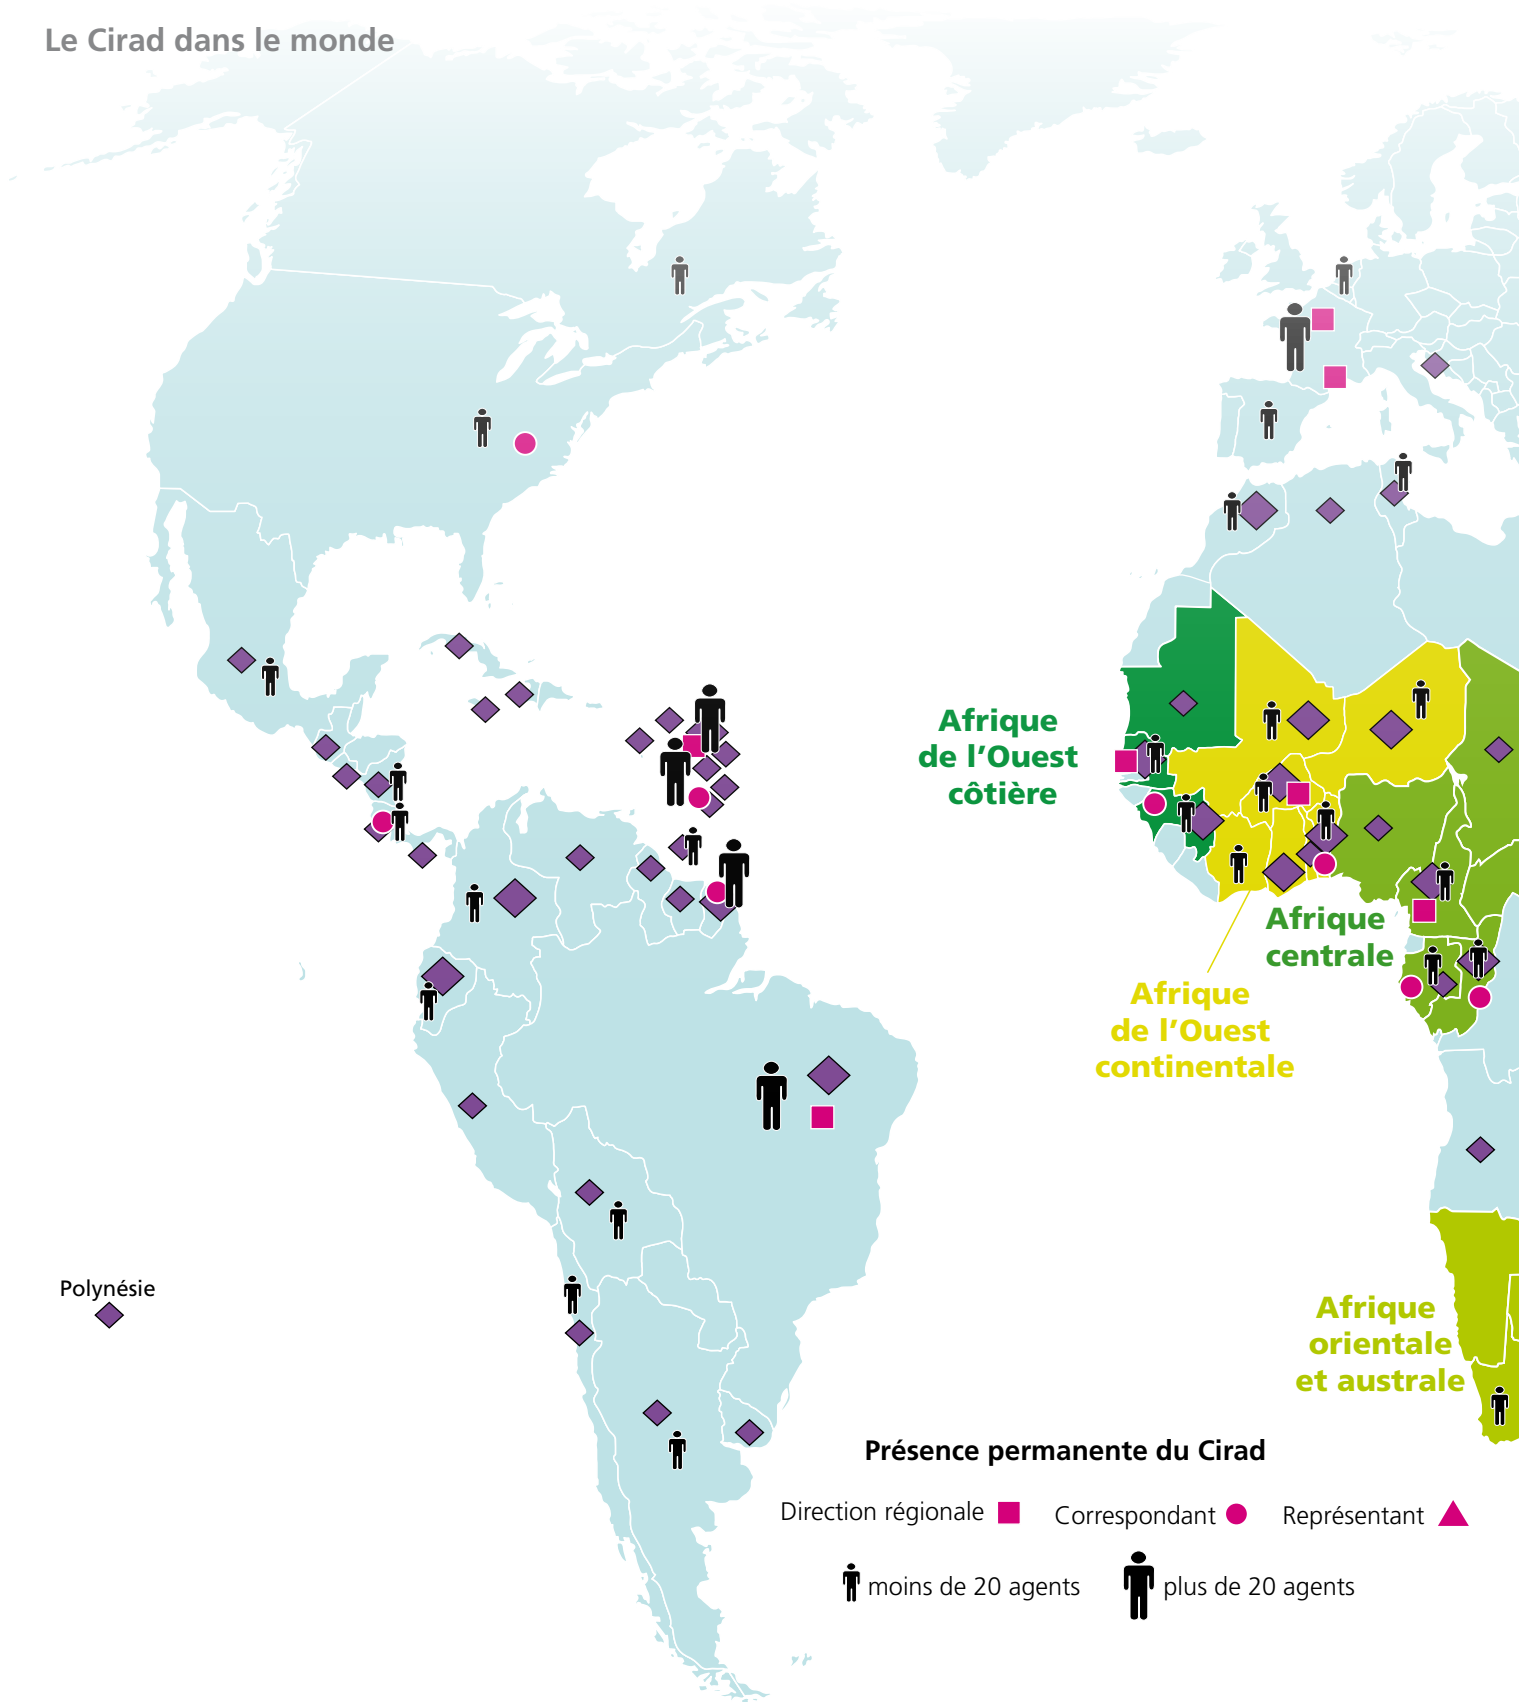 Le Cirad dans le monde
Afrique
de l’Ouest
côtière
Afrique
centrale
Afrique
de l’Ouest
continentale
Polynésie
Afrique
orientale
et australe
Présence permanente du Cirad
Direction régionale
Correspondant
Représentant
moins de 20 agents
plus de 20 agents